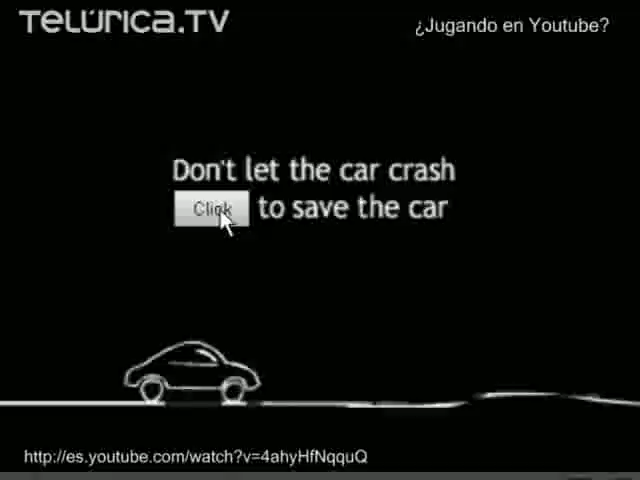 TELÚRICA.TV
¿Jugando en Youtube?
Don't let the car crash
Click to save the car
http://es.youtube.com/watch?v=4ahyHfNqquQ